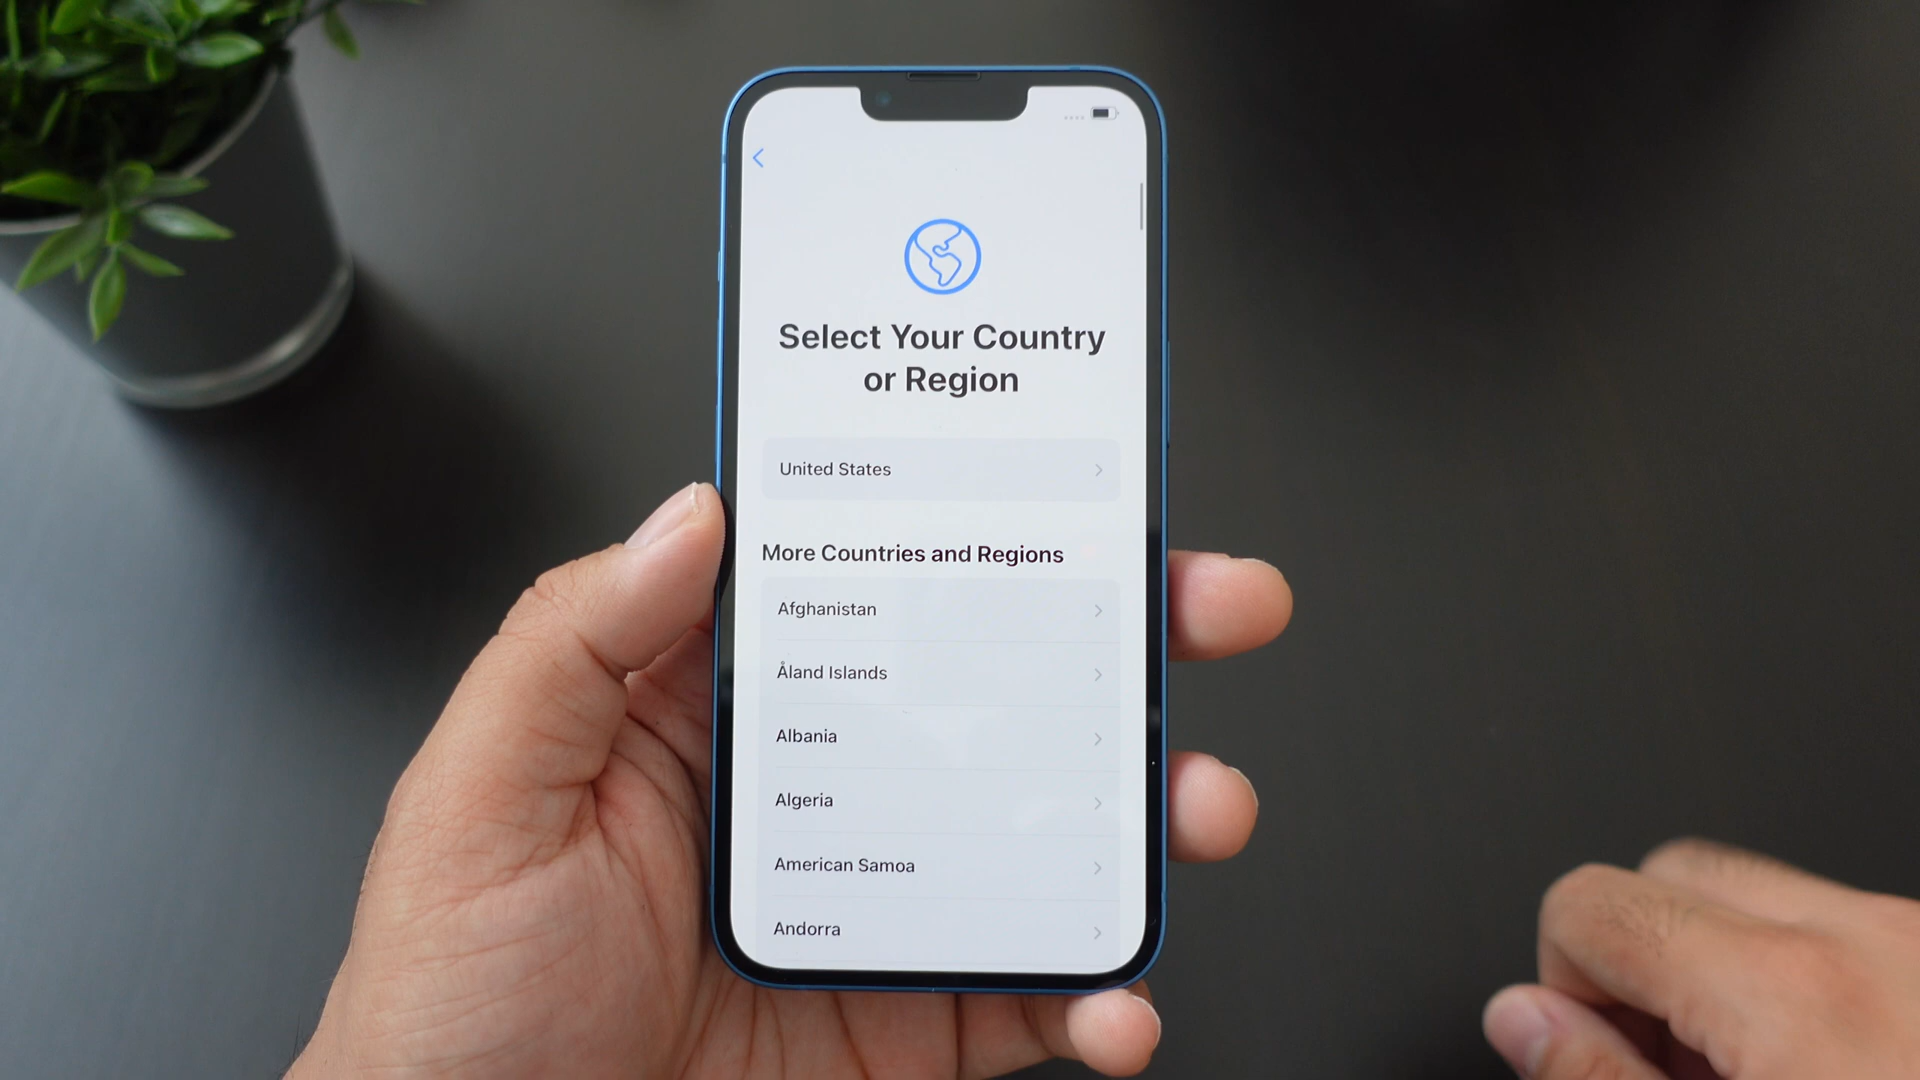 Select Your Country
or Region
United States
More Countries and Regions
Afghanistan
Åland Islands
Albania
Algeria
American Samoa
Andorra